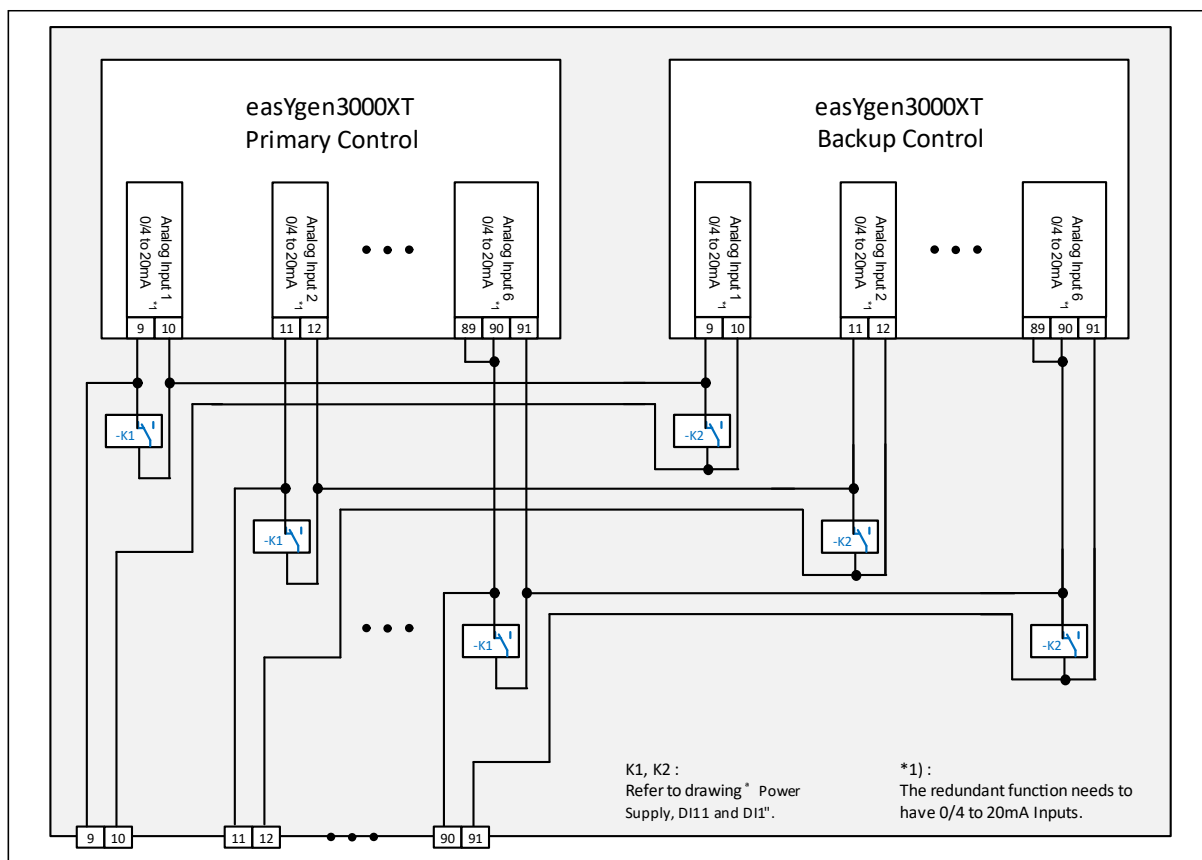 easYgen3000XT
Primary Control
easYgen3000XT
Backup Control
Analog Input 1
0/4 to 20mA *1
Analog Input 2
0/4 to 20mA *1
Analog Input 6
0/4 to 20mA *1
Analog Input 1
0/4 to 20mA *1
Analog Input 2
0/4 to 20mA *1
Analog Input 6
0/4 to 20mA *1
9 10
11 12
89 90 91
9 10
11 12
89 90 91
-K1
-K2
-K1
-K2
-K1
-K2
K1, K2 :
Refer to drawing " Power
Supply, DI11 and DI1".
*1) :
The redundant function needs to
have 0/4 to 20mA Inputs.
9 10
11 12
90 91